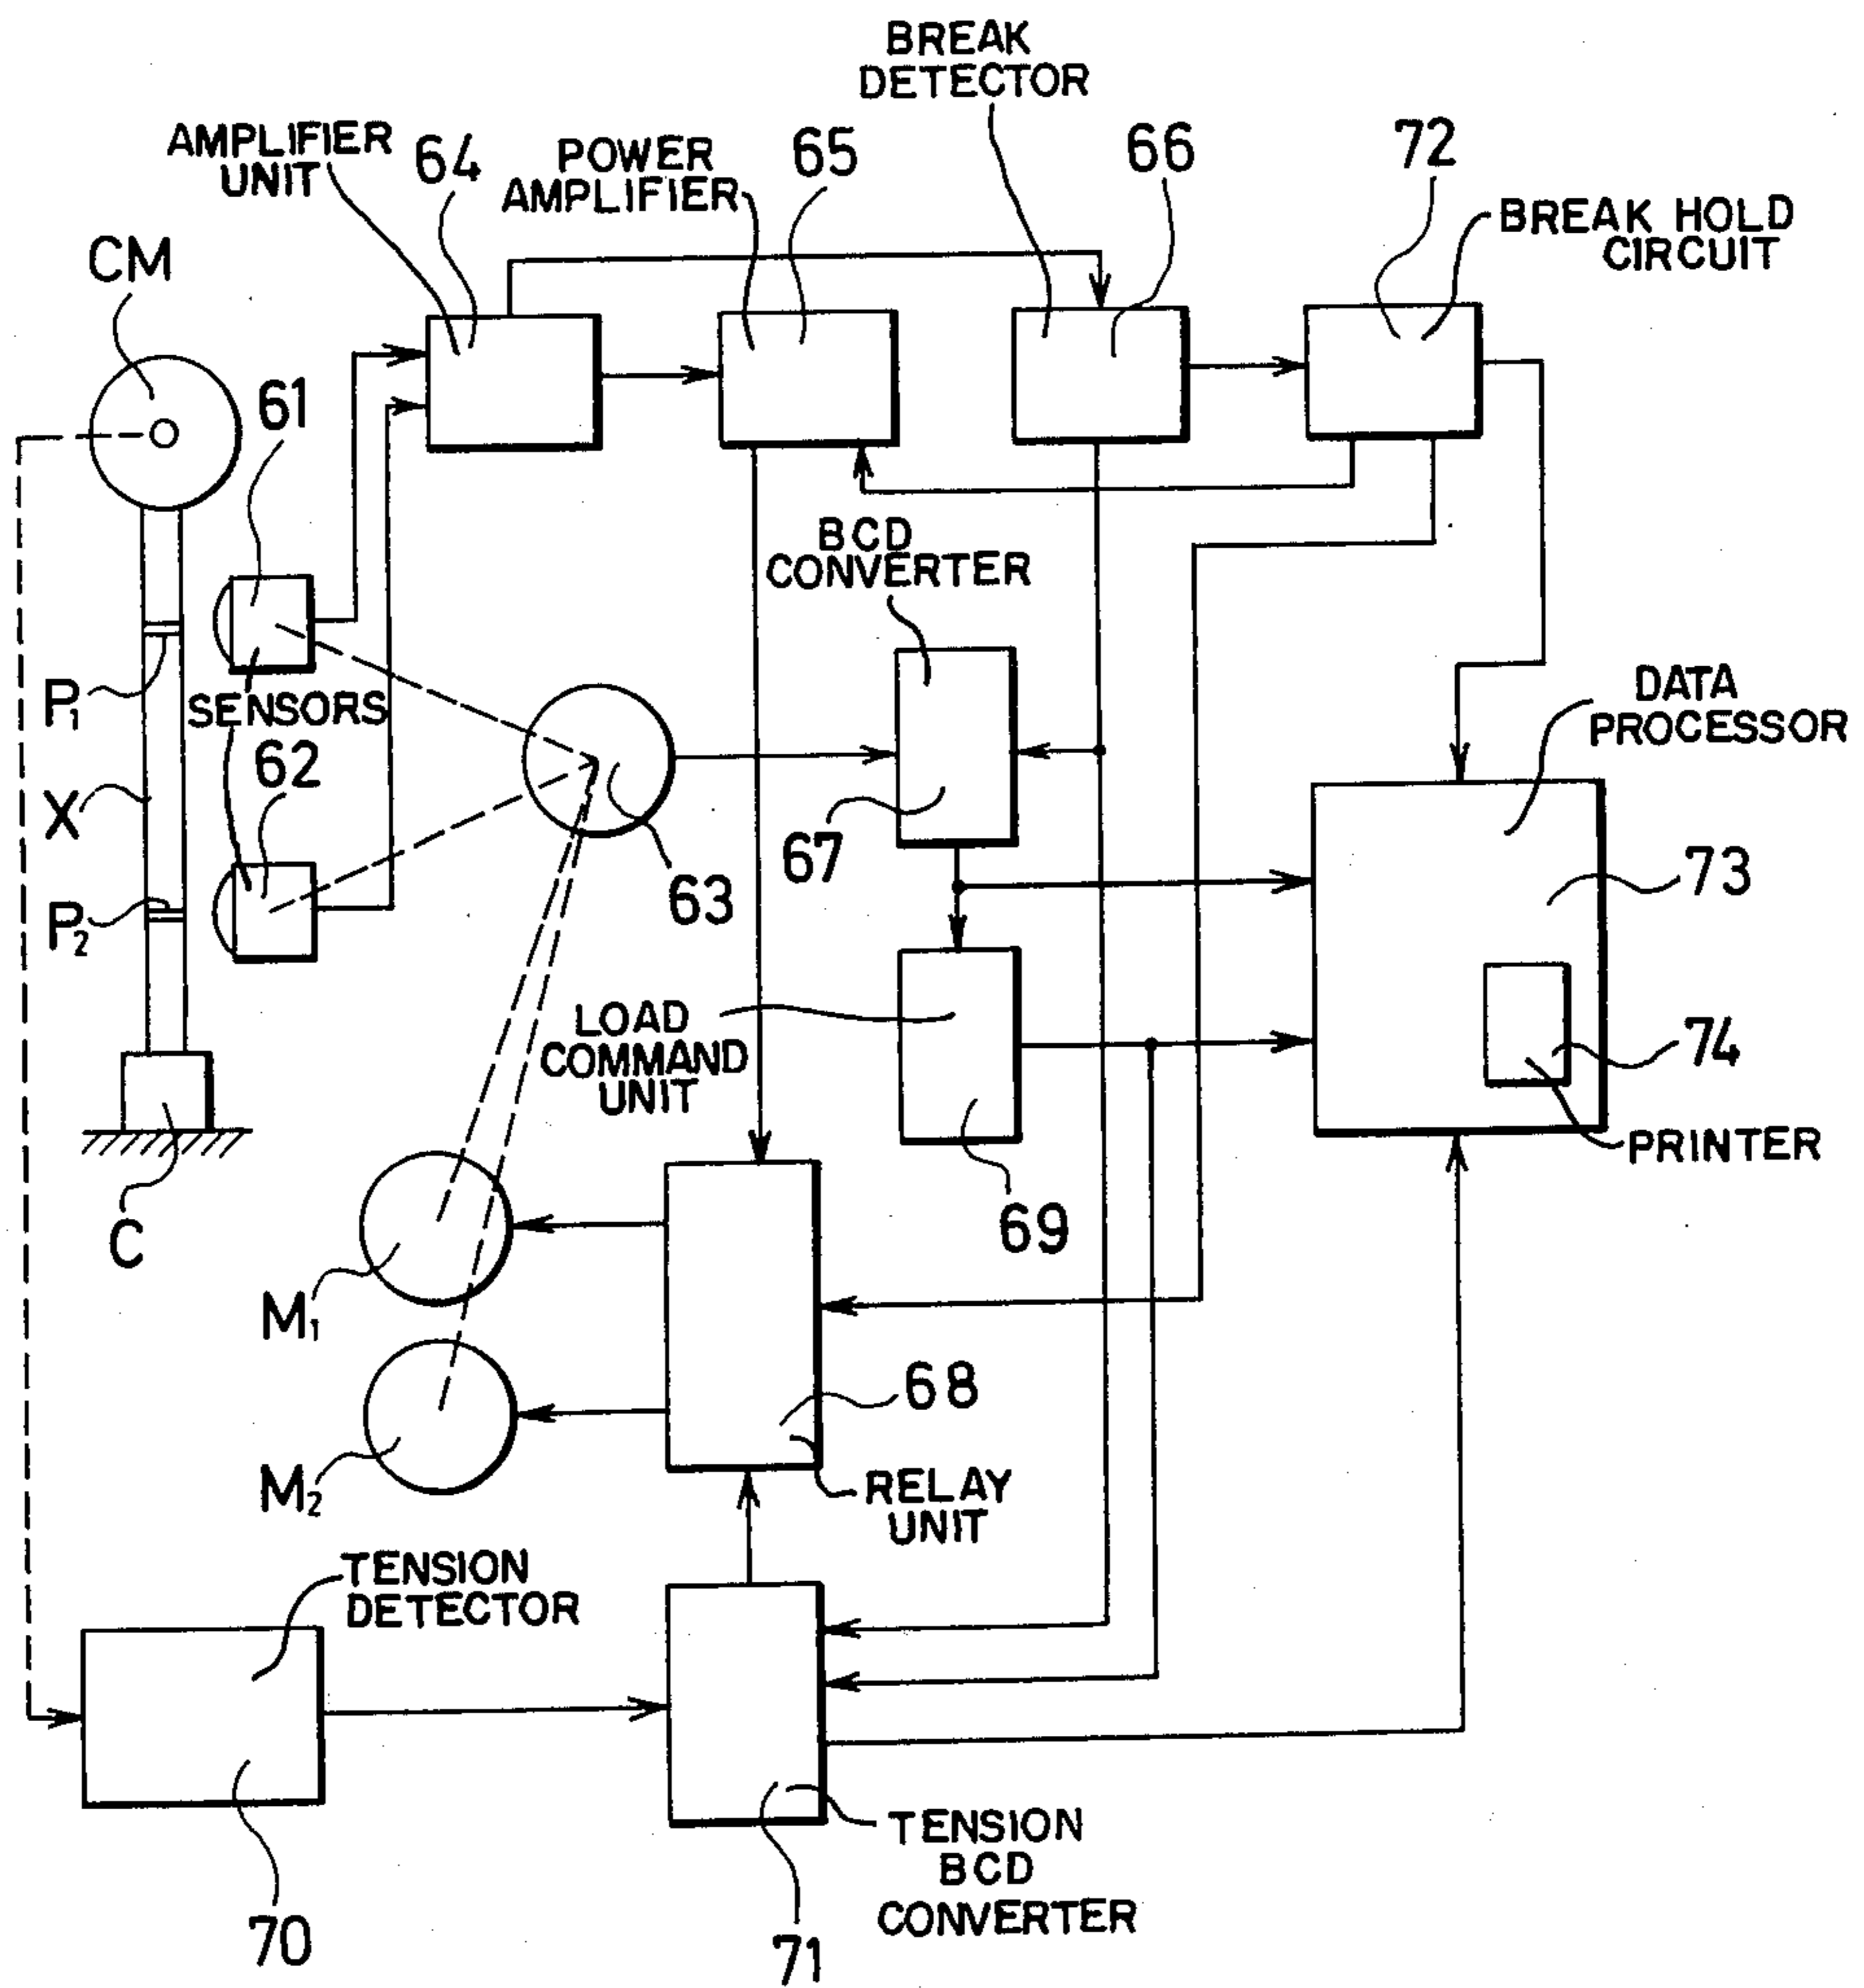 BREAK
DETECTOR
AMPLIFIER
UNIT
64
POWER
AMPLIFIER
65
66
72
BREAK HOLD
CIRCUIT
CM
61
BCD
CONVERTER
P1
SENSORS
DATA
PROCESSOR
62
X
67
63
73
P2
LOAD
COMMAND
UNIT
74
PRINTER
69
C
M1
68
M2
RELAY
UNIT
TENSION
DETECTOR
TENSION
BCD
CONVERTER
70
71